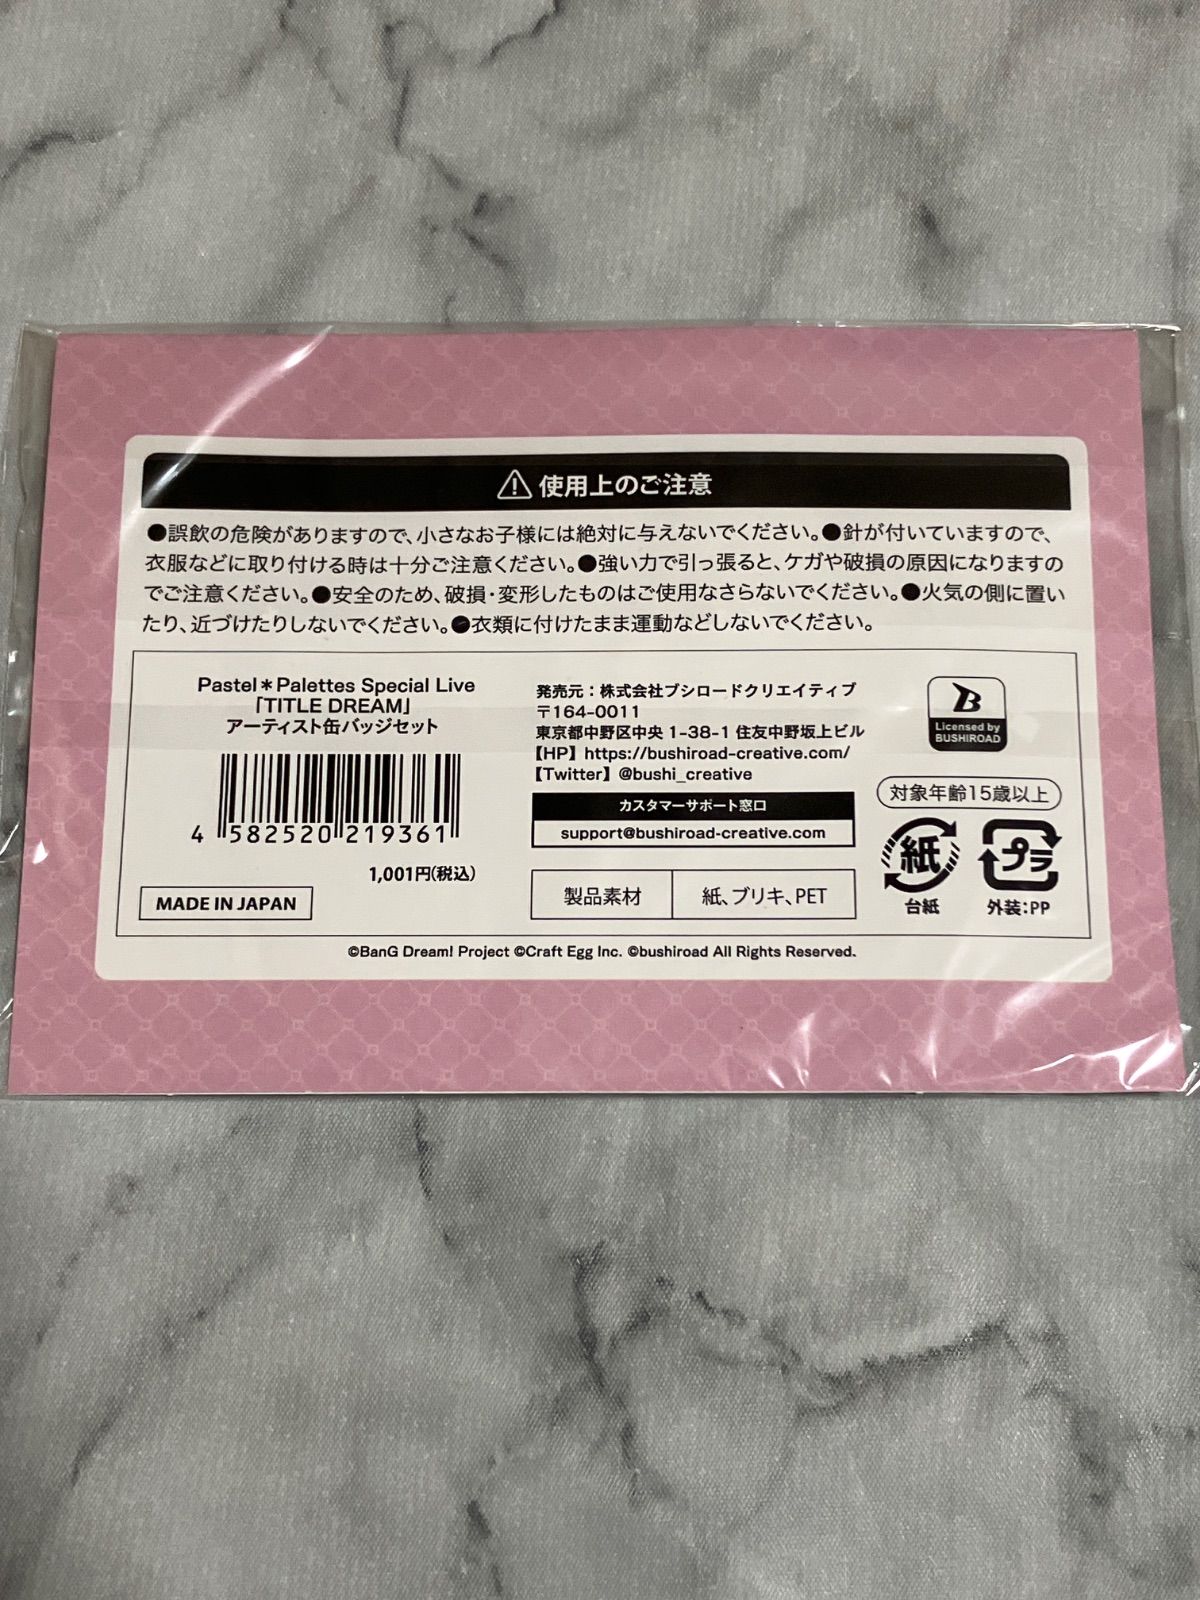 使用上のご注意
●誤飲の危険がありますので、小さなお子様には絶対に与えないでください。●針が付いていますので、
衣服などに取り付ける時は十分ご注意ください。●強い力で引っ張ると、ケガや破損の原因になりますの
でご注意ください。●安全のため、破損・変形したものはご使用なさらないでください。●火気の側に置い
たり、近づけたりしないでください。●衣類に付けたまま運動などしないでください。
Pastel＊Palettes Special Live
「TITLE DREAM」
アーティスト缶バッジセット
4 582520 219361
1,001円(税込)
MADE IN JAPAN
発売元：株式会社ブシロードクリエイティブ
〒164-0011
東京都中野区中央 1-38-1 住友中野坂上ビル
【HP】https://bushiroad-creative.com/
【Twitter】@bushi_creative
カスタマーサポート窓口
support@bushiroad-creative.com
製品素材
紙、ブリキ、PET
B
Licensed by
BUSHIROAD
対象年齢15歳以上
紙
台紙
プラ
外装:PP
©BanG Dream! Project ©Craft Egg Inc. ©bushiroad All Rights Reserved.